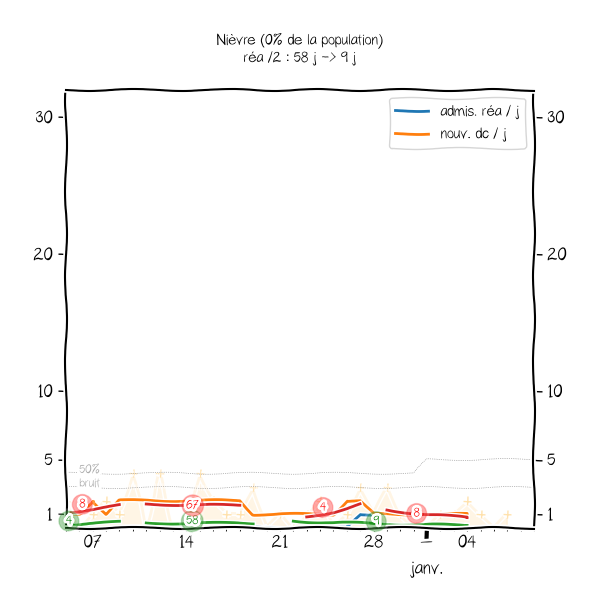 Nièvre (0% de la population)
réa /2 : 58 j -> 9 j
admis. réa / j
nouv. dc / j
30 30
20 20
10 10
5 5
50%
bruit
1 1
8 67 4 8
4 58 9
07 14 21 28 — 04
janv.